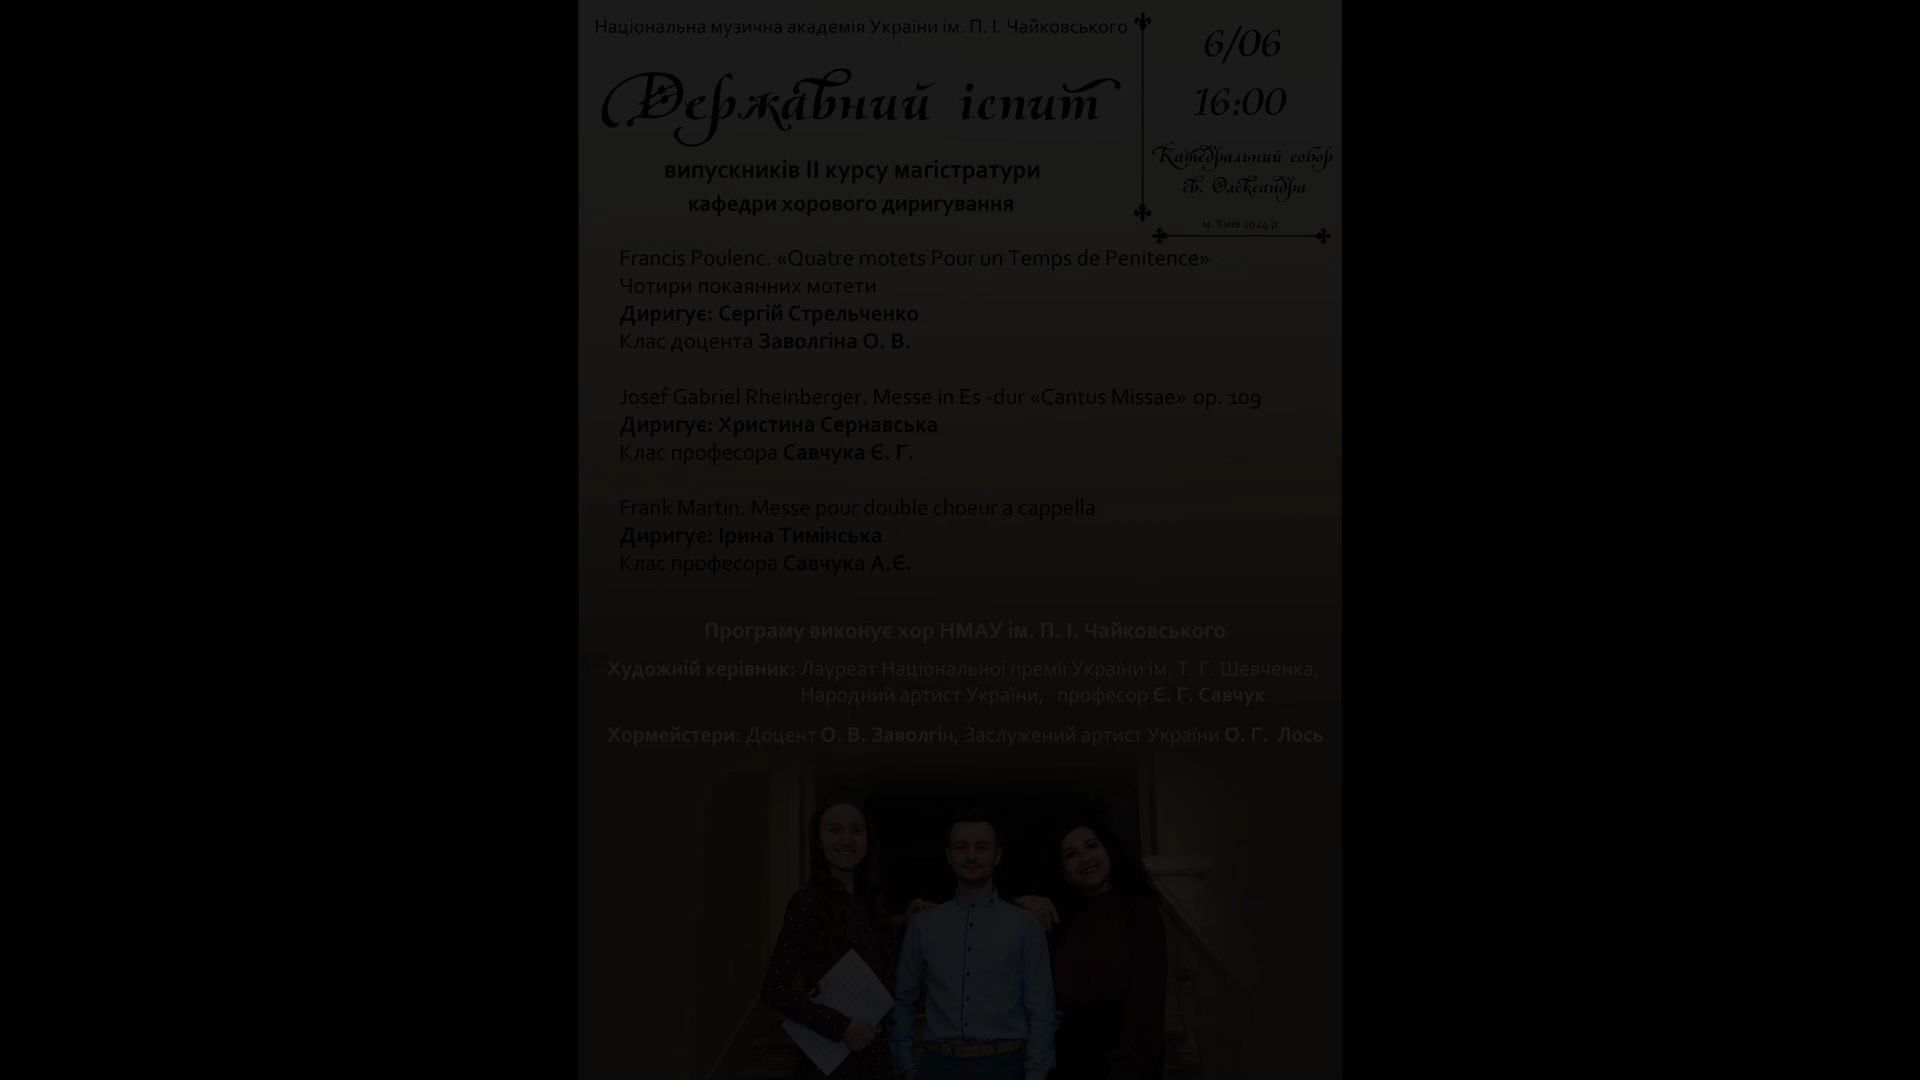 Національна музична академія України ім. П. І. Чайковського
Державний іспит
випускників II курсу магістратури
кафедри хорового диригування
6/06
16:00
Катедральний собор
св. Олександра
м. Київ 2024 р.
Francis Poulenc. «Quatre motets Pour un Temps de Penitence»
Чотири покаянних мотети
Диригує: Сергій Стрельченко
Клас доцента Заволгіна О. В.
Josef Gabriel Rheinberger. Messe in Es -dur «Cantus Missae» op. 109
Диригує: Христина Сернавська
Клас професора Савчука Є. Г.
Frank Martin. Messe pour double choeur a cappella
Диригує: Ірина Тимінська
Клас професора Савчука А.Є.
Програму виконує хор НМАУ ім. П. І. Чайковського
Художній керівник: Лауреат Національної премії України ім. Т. Г. Шевченка,
Народний артист України, професор Є. Г. Савчук
Хормейстери: Доцент О. В. Заволгін, Заслужений артист України О. Г. Лось